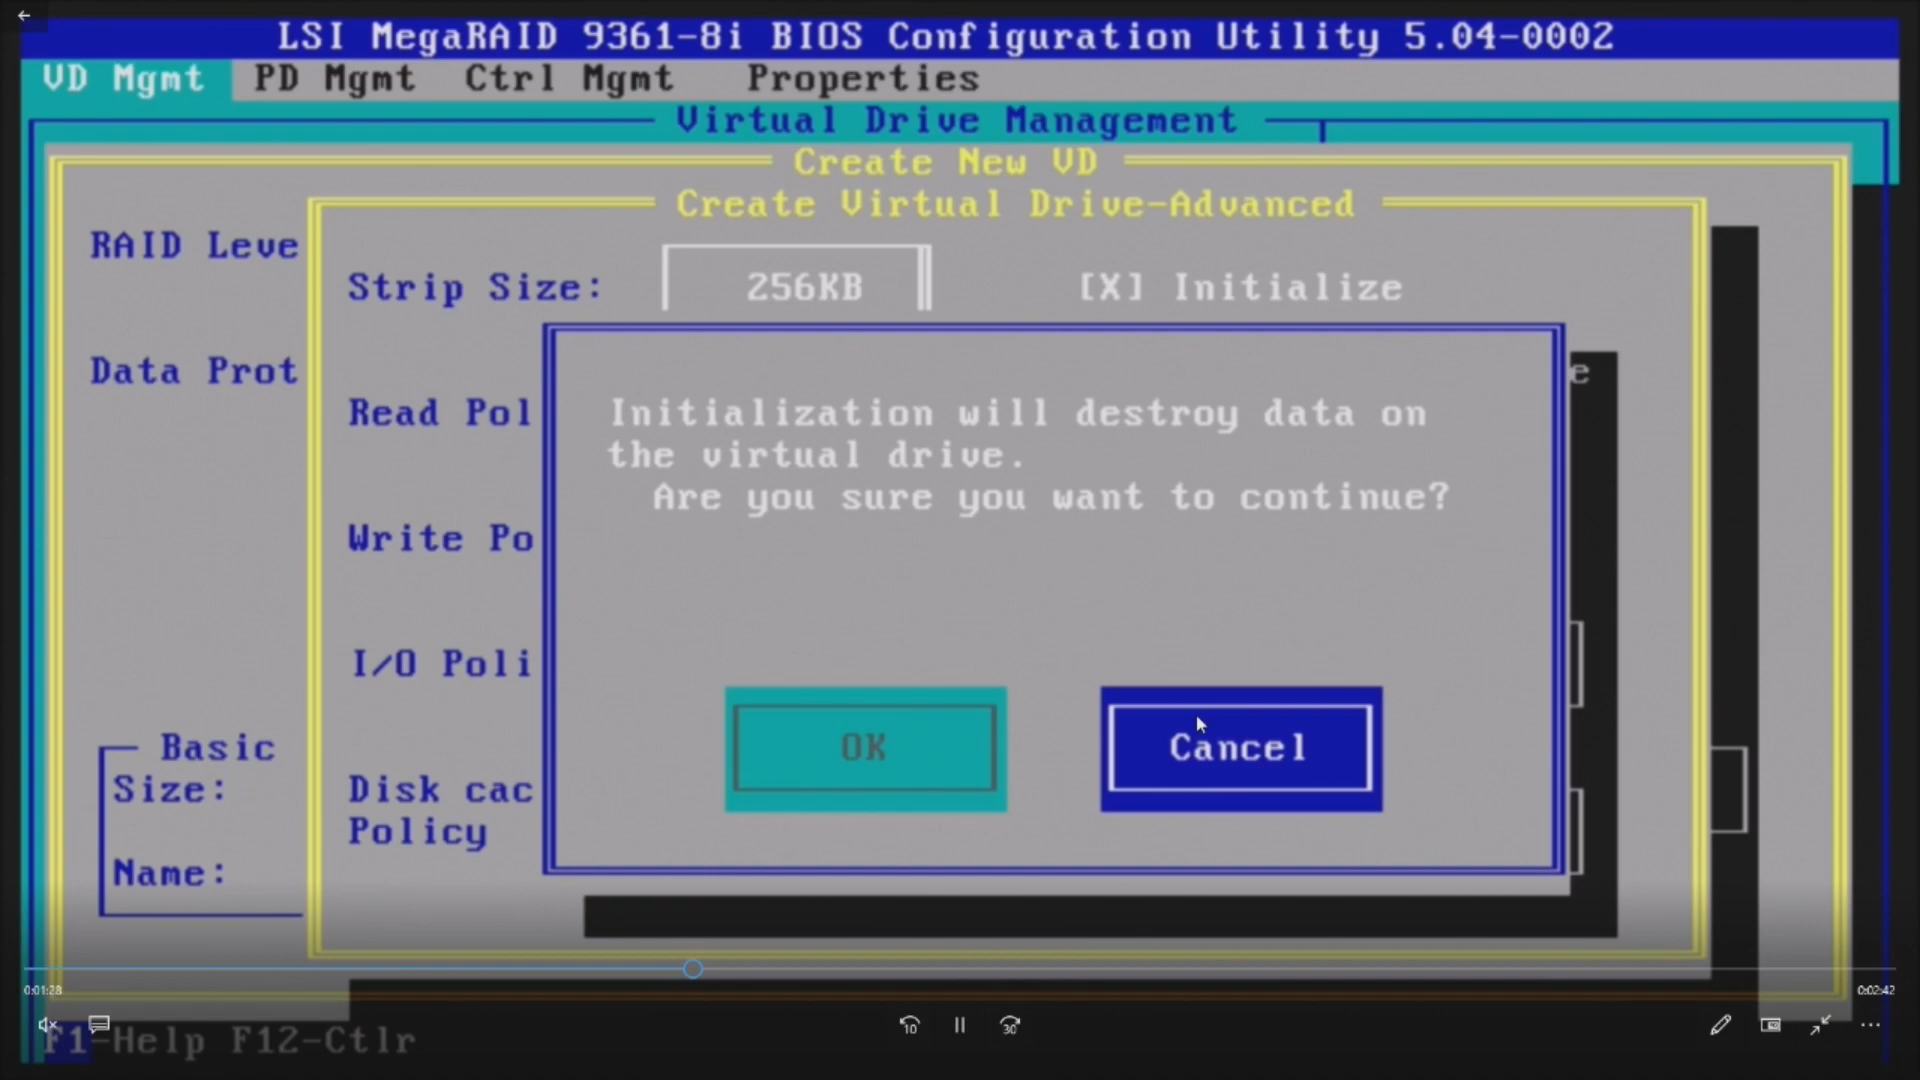 LSI MegaRAID 9361-8i BIOS Configuration Utility 5.04-0002
VD Mgmt PD Mgmt Ctrl Mgmt Properties
Virtual Drive Management
Create New VD
Create Virtual Drive-Advanced
RAID Leve
Strip Size: 256KB [X] Initialize
Data Prot
e
Read Pol
Initialization will destroy data on
the virtual drive.
Are you sure you want to continue?
Write Po
I/O Poli
OK Cancel
Basic
Size:
Disk cac
Policy
Name:
0:01:28
0:02:42
10
30
F1-Help F12-Ctlr